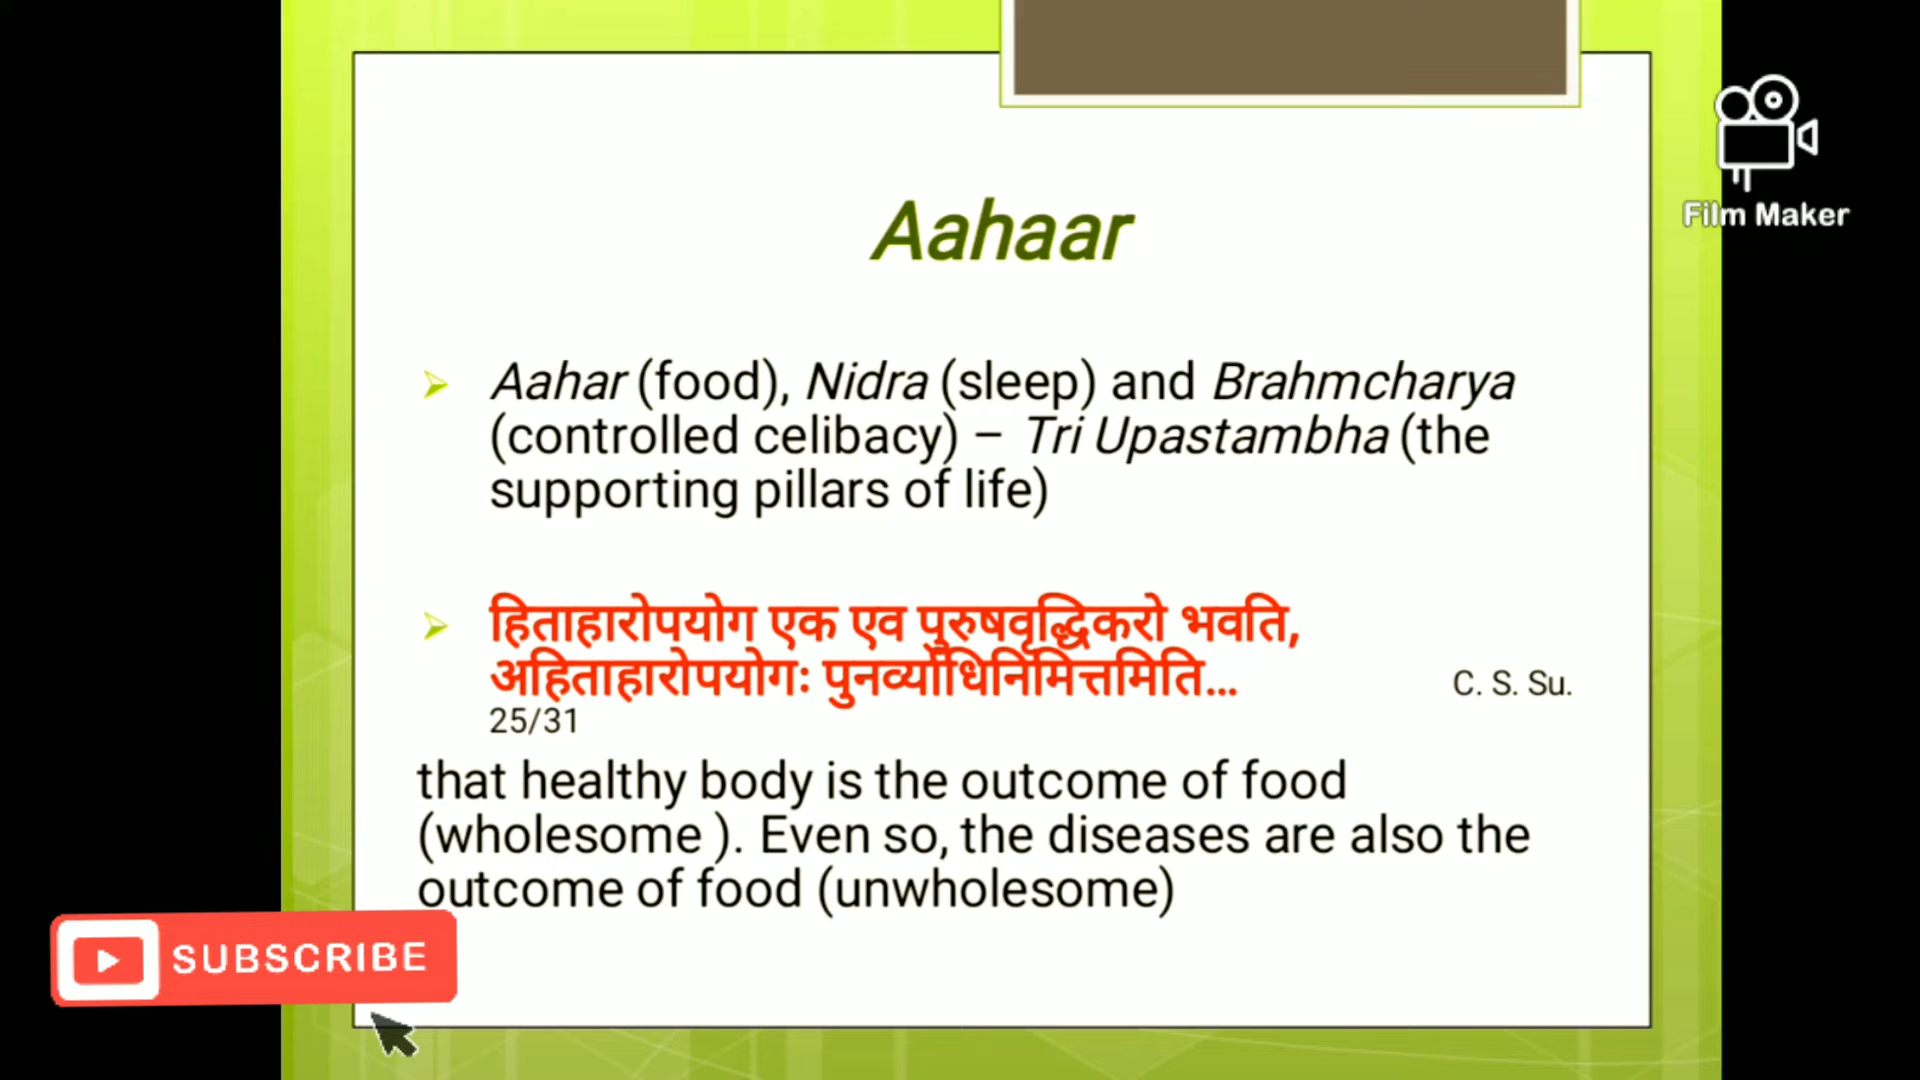 Film Maker
Aahaar
Aahar (food), Nidra (sleep) and Brahmcharya
(controlled celibacy) – Tri Upastambha (the
supporting pillars of life)
हिताहारोपयोग एक एव पुरुषवृद्धिकरो भवति,
अहिताहारोपयोगः पुनर्व्याधिनिमित्तमिति... C. S. Su.
25/31
that healthy body is the outcome of food
(wholesome ). Even so, the diseases are also the
outcome of food (unwholesome)
SUBSCRIBE